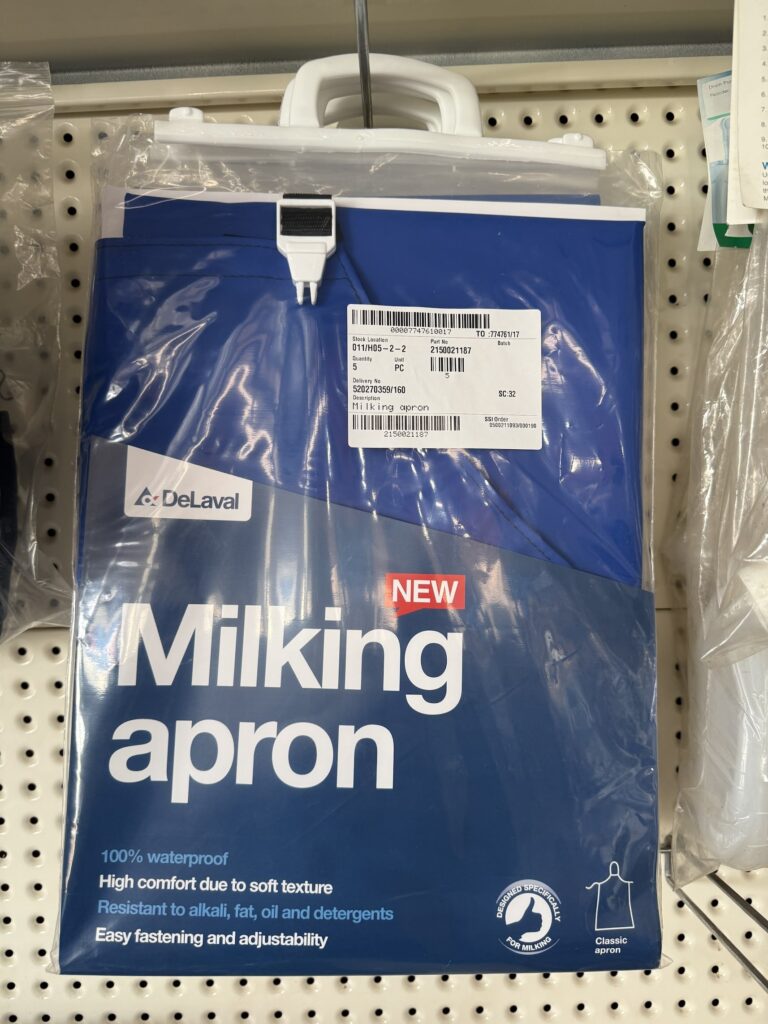 00007747610017
TO :774761/17
Stock Location
Part No
Batch
011/H05-2-2
2150021187
Quantity
Unit
5
PC
5
Delivery No
520270359/160
SC:32
Description
Milking apron
SSI Order
2150021187
DeLaval
NEW
Milking
apron
100% waterproof
High comfort due to soft texture
Resistant to alkali, fat, oil and detergents
Easy fastening and adjustability
DESIGNED SPECIFICALLY
FOR MILKING
Classic
apron